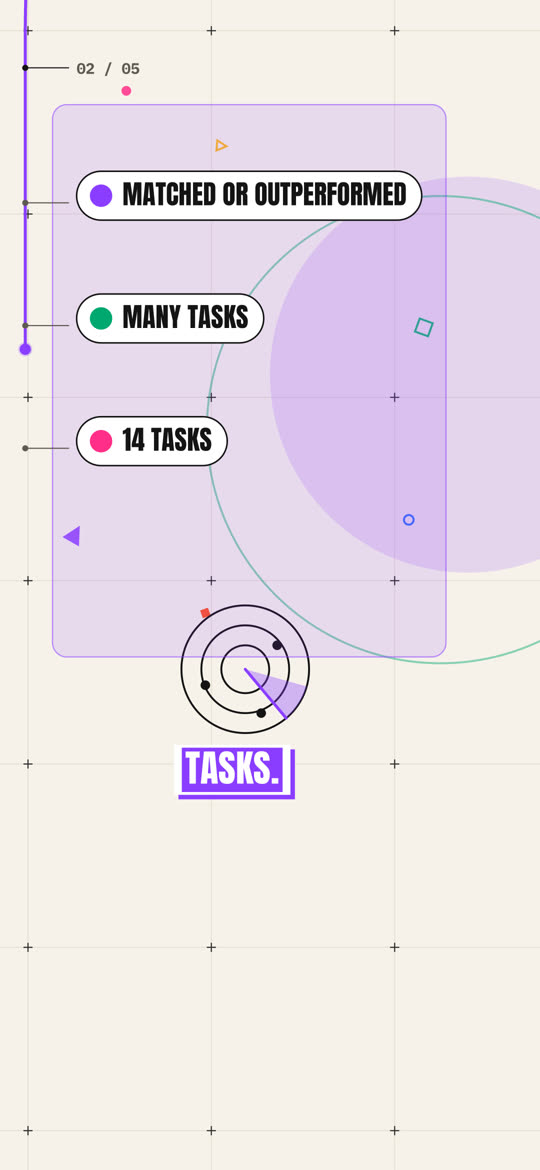 02 / 05
MATCHED OR OUTPERFORMED
MANY TASKS
14 TASKS
TASKS.